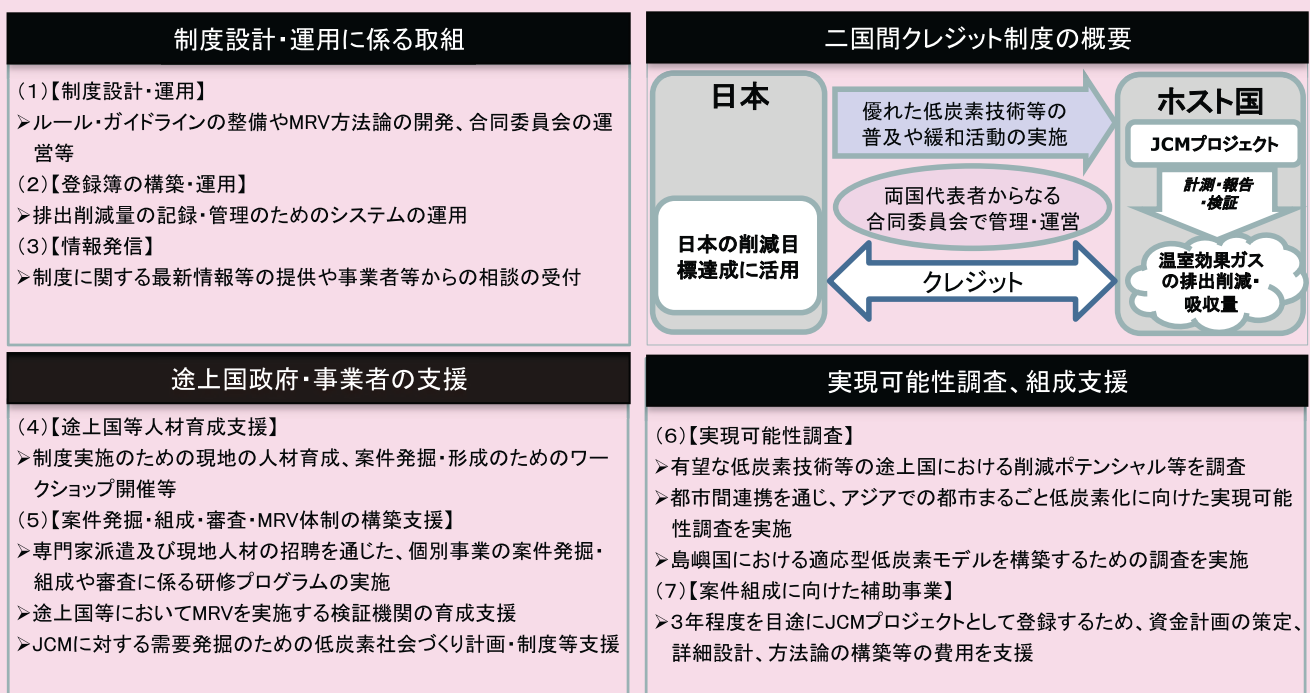 制度設計・運用に係る取組
(1)【制度設計・運用】
➢ルール・ガイドラインの整備やMRV方法論の開発、合同委員会の運
営等
(2)【登録簿の構築・運用】
➢排出削減量の記録・管理のためのシステムの運用
(3)【情報発信】
➢制度に関する最新情報等の提供や事業者等からの相談の受付
二国間クレジット制度の概要
日本
優れた低炭素技術等の
普及や緩和活動の実施
ホスト国
JCMプロジェクト
計測・報告
・検証
両国代表者からなる
合同委員会で管理・運営
日本の削減目
標達成に活用
クレジット
温室効果ガス
の排出削減・
吸収量
途上国政府・事業者の支援
(4)【途上国等人材育成支援】
➢制度実施のための現地の人材育成、案件発掘・形成のためのワー
クショップ開催等
(5)【案件発掘・組成・審査・MRV体制の構築支援】
➢専門家派遣及び現地人材の招聘を通じた、個別事業の案件発掘・
組成や審査に係る研修プログラムの実施
➢途上国等においてMRVを実施する検証機関の育成支援
➢JCMに対する需要発掘のための低炭素社会づくり計画・制度等支援
実現可能性調査、組成支援
(6)【実現可能性調査】
➢有望な低炭素技術等の途上国における削減ポテンシャル等を調査
➢都市間連携を通じ、アジアでの都市まるごと低炭素化に向けた実現可能
性調査を実施
➢島嶼国における適応型低炭素モデルを構築するための調査を実施
(7)【案件組成に向けた補助事業】
➢3年程度を目途にJCMプロジェクトとして登録するため、資金計画の策定、
詳細設計、方法論の構築等の費用を支援